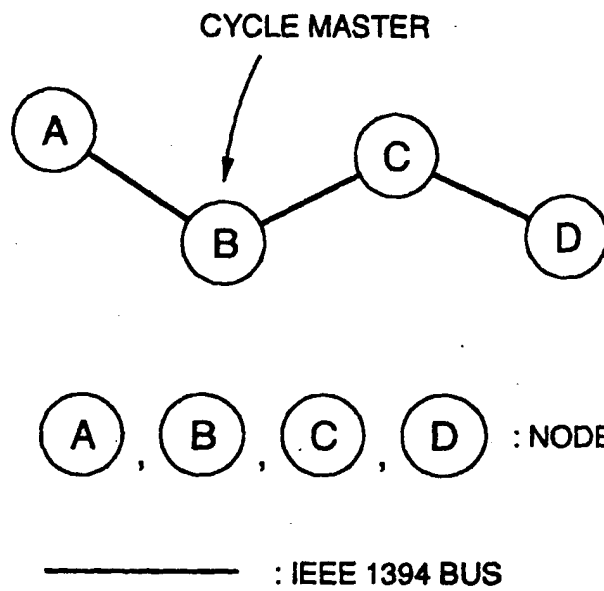 CYCLE MASTER
A
C
B
D
A , B , C , D : NODE
: IEEE 1394 BUS